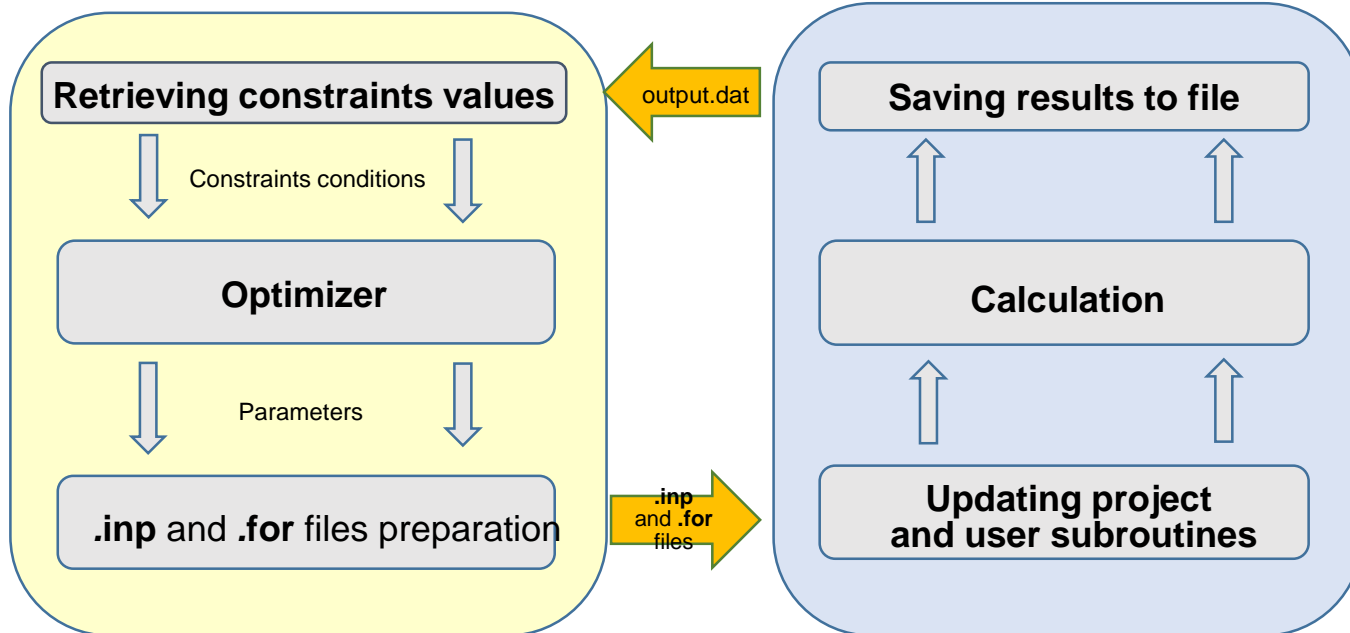 Retrieving constraints values
Constraints conditions
Optimizer
Parameters
.inp and .for files preparation
output.dat
.inp
and .for
files
Saving results to file
Calculation
Updating project
and user subroutines